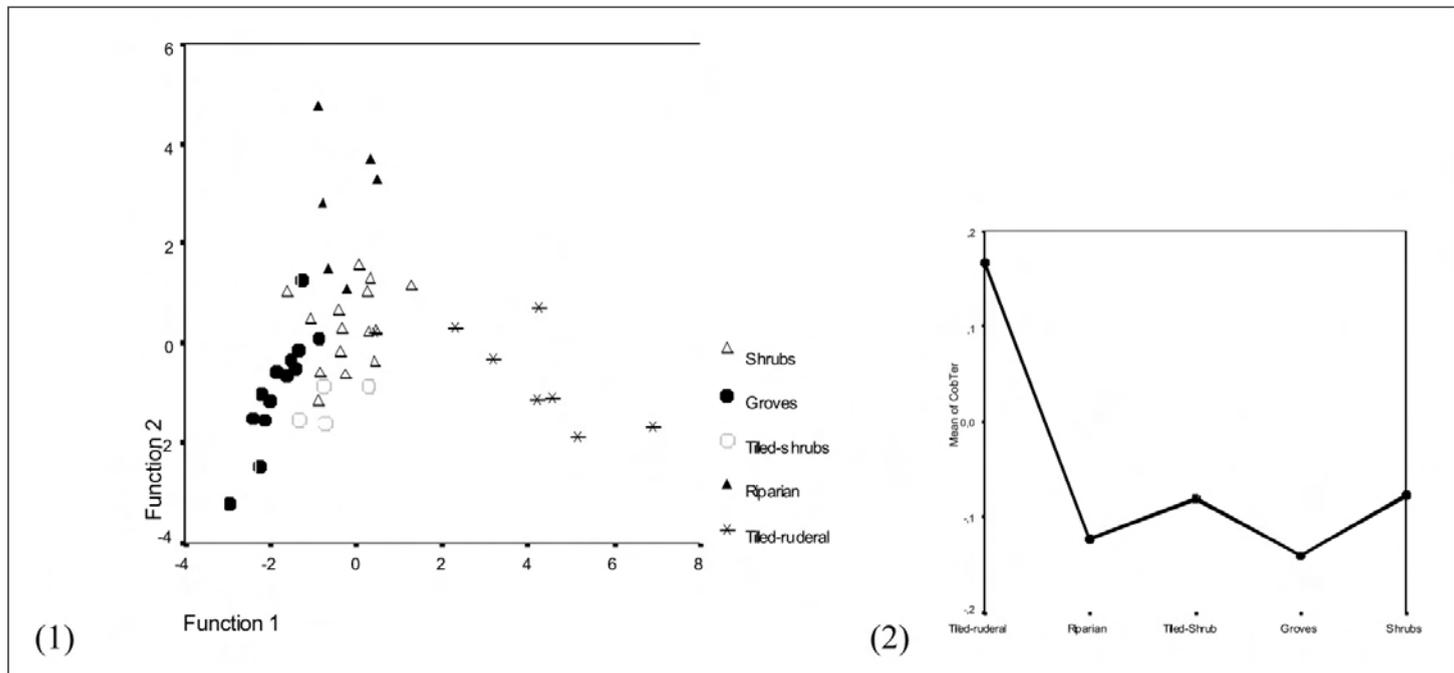 6
4
2
0
-2
-4
Function 2
-4 -2 0 2 4 6 8
Function 1
Shrubs
Groves
Tiled-shrubs
Riparian
Tiled-ruderal
(1)
,2
,1
0,0
-,1
-,2
Mean of CobTer
Tiled-ruderal Riparian Tiled-Shrub Groves Shrubs
(2)